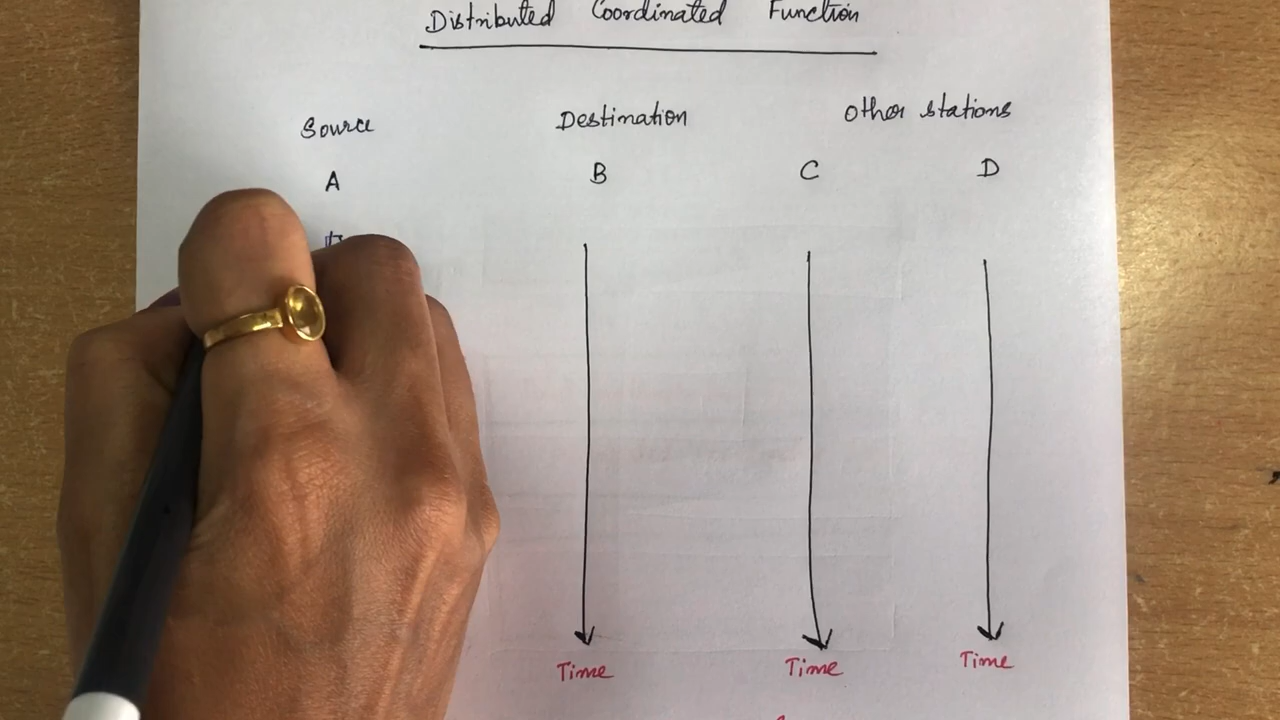 Distributed Coordinated Function
Source Destination Other stations
A B C D
Time Time Time